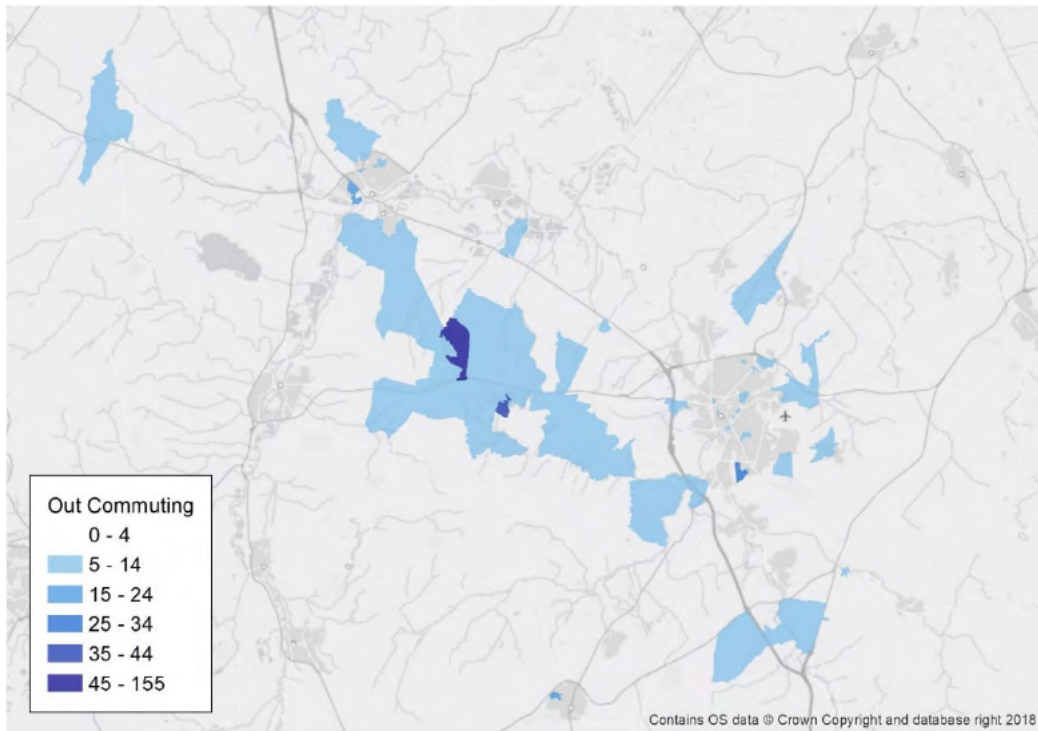 Out Commuting
0 - 4
5 - 14
15 - 24
25 - 34
35 - 44
45 - 155
Contains OS data © Crown Copyright and database right 2018